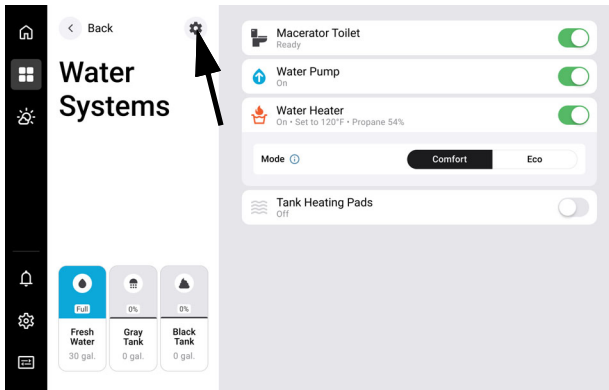 Back
Water
Systems
Full
0%
0%
Fresh
Water
30 gal.
Gray
Tank
0 gal.
Black
Tank
0 gal.
Macerator Toilet
Ready
Water Pump
On
Water Heater
On • Set to 120°F • Propane 54%
Mode
Comfort
Eco
Tank Heating Pads
Off